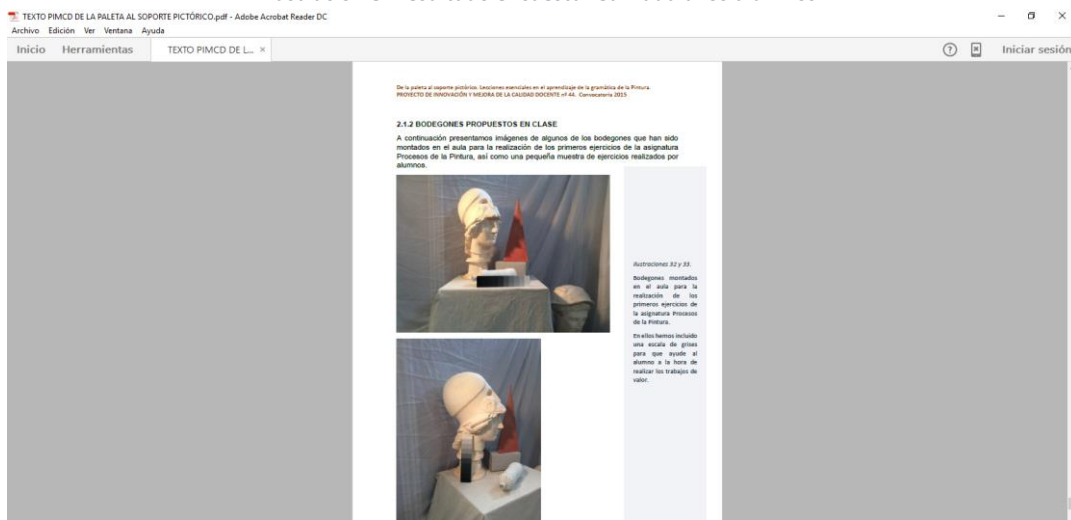 TEXTO PIMCD DE LA PALETA AL SOPORTE PICTÓRICO.pdf - Adobe Acrobat Reader DC
Archivo Edición Ver Ventana Ayuda
Inicio Herramientas TEXTO PIMCD DE L... ×
? Iniciar sesión
De la paleta al soporte pictórico. Lecciones esenciales en el aprendizaje de la gramática de la Pintura.
PROYECTO DE INNOVACIÓN Y MEJORA DE LA CALIDAD DOCENTE nº 44. Convocatoria 2015
2.1.2 BODEGONES PROPUESTOS EN CLASE
A continuación presentamos imágenes de algunos de los bodegones que han sido
montados en el aula para la realización de los primeros ejercicios de la asignatura
Procesos de la Pintura, así como una pequeña muestra de ejercicios realizados por
alumnos.
Ilustraciones 32 y 33.
Bodegones montados
en el aula para la
realización de los
primeros ejercicios de
la asignatura Procesos
de la Pintura.
En ellos hemos incluido
una escala de grises
para que ayude al
alumno a la hora de
realizar los trabajos de
valor.